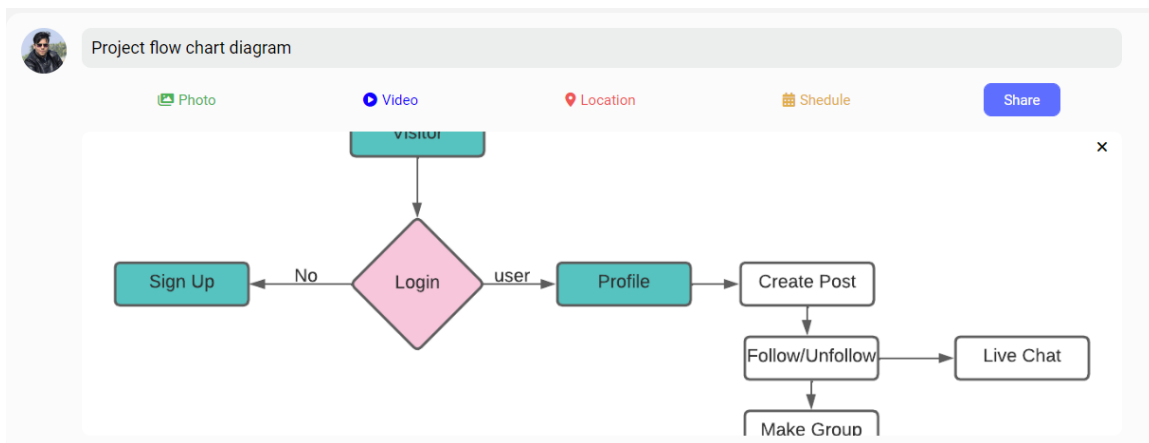 Project flow chart diagram
Photo
Video
Location
Shedule
Share
Visitor
Sign Up
No
Login
user
Profile
Create Post
Follow/Unfollow
Live Chat
Make Group